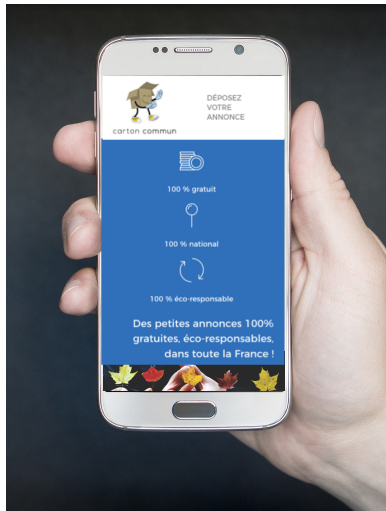 DÉPOSEZ
VOTRE
ANNONCE
carton commun
100 % gratuit
100 % national
100 % éco-responsable
Des petites annonces 100%
gratuites, éco-responsables,
dans toute la France !